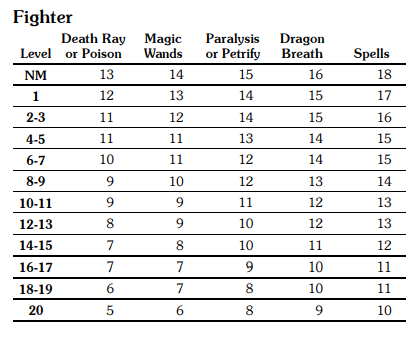 Fighter
Death Ray Magic Paralysis Dragon
Level or Poison Wands or Petrify Breath Spells
NM 13 14 15 16 18
1 12 13 14 15 17
2-3 11 12 14 15 16
4-5 11 11 13 14 15
6-7 10 11 12 14 15
8-9 9 10 12 13 14
10-11 9 9 11 12 13
12-13 8 9 10 12 13
14-15 7 8 10 11 12
16-17 7 7 9 10 11
18-19 6 7 8 10 11
20 5 6 8 9 10